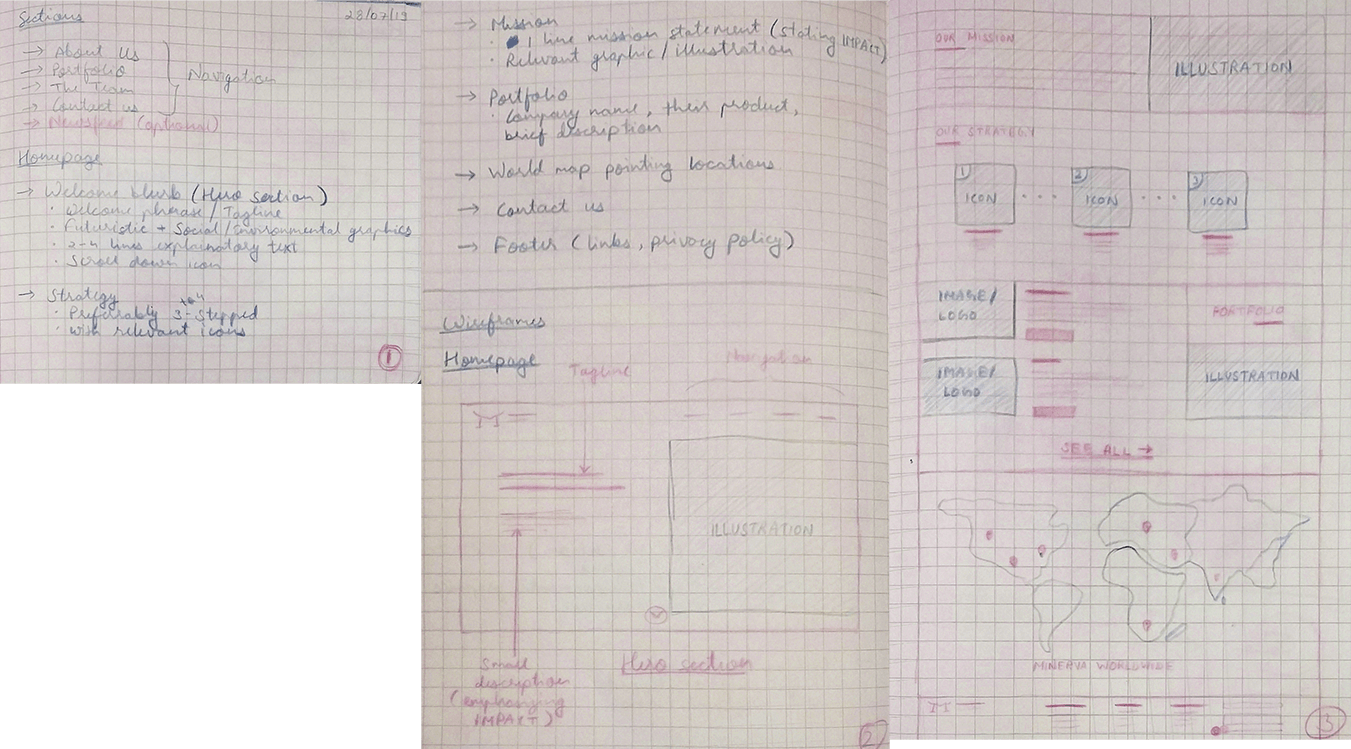 Sections
28/07/19
→ About Us
→ Portfolio
→ The Team
→ Contact us
Navigation
→ Newsfeed (optional)
Homepage
→ Welcome blurb (Hero section)
· Welcome phrase / Tagline
· Futuristic + Social / Environmental graphics
· 2-4 lines explainatory text
· Scroll down icon
→ Strategy
· Preferably 3-stepped
· with relevant icons
1
→ Mission
· 1 line mission statement (stating IMPACT)
· Relevant graphic / illustration
→ Portfolio
· Company name, their product,
brief description
→ World map pointing locations
→ Contact us
→ Footer (links, privacy policy)
Wireframes
Homepage
Tagline
Navigation
M
ILLUSTRATION
Small
description
(emphasizing
IMPACT)
Hero section
2
OUR MISSION
ILLUSTRATION
OUR STRATEGY
1 2 3
ICON ... ICON ... ICON
IMAGE/
LOGO
PORTFOLIO
IMAGE/
LOGO
ILLUSTRATION
SEE ALL →
MINERVA WORLDWIDE
M
3